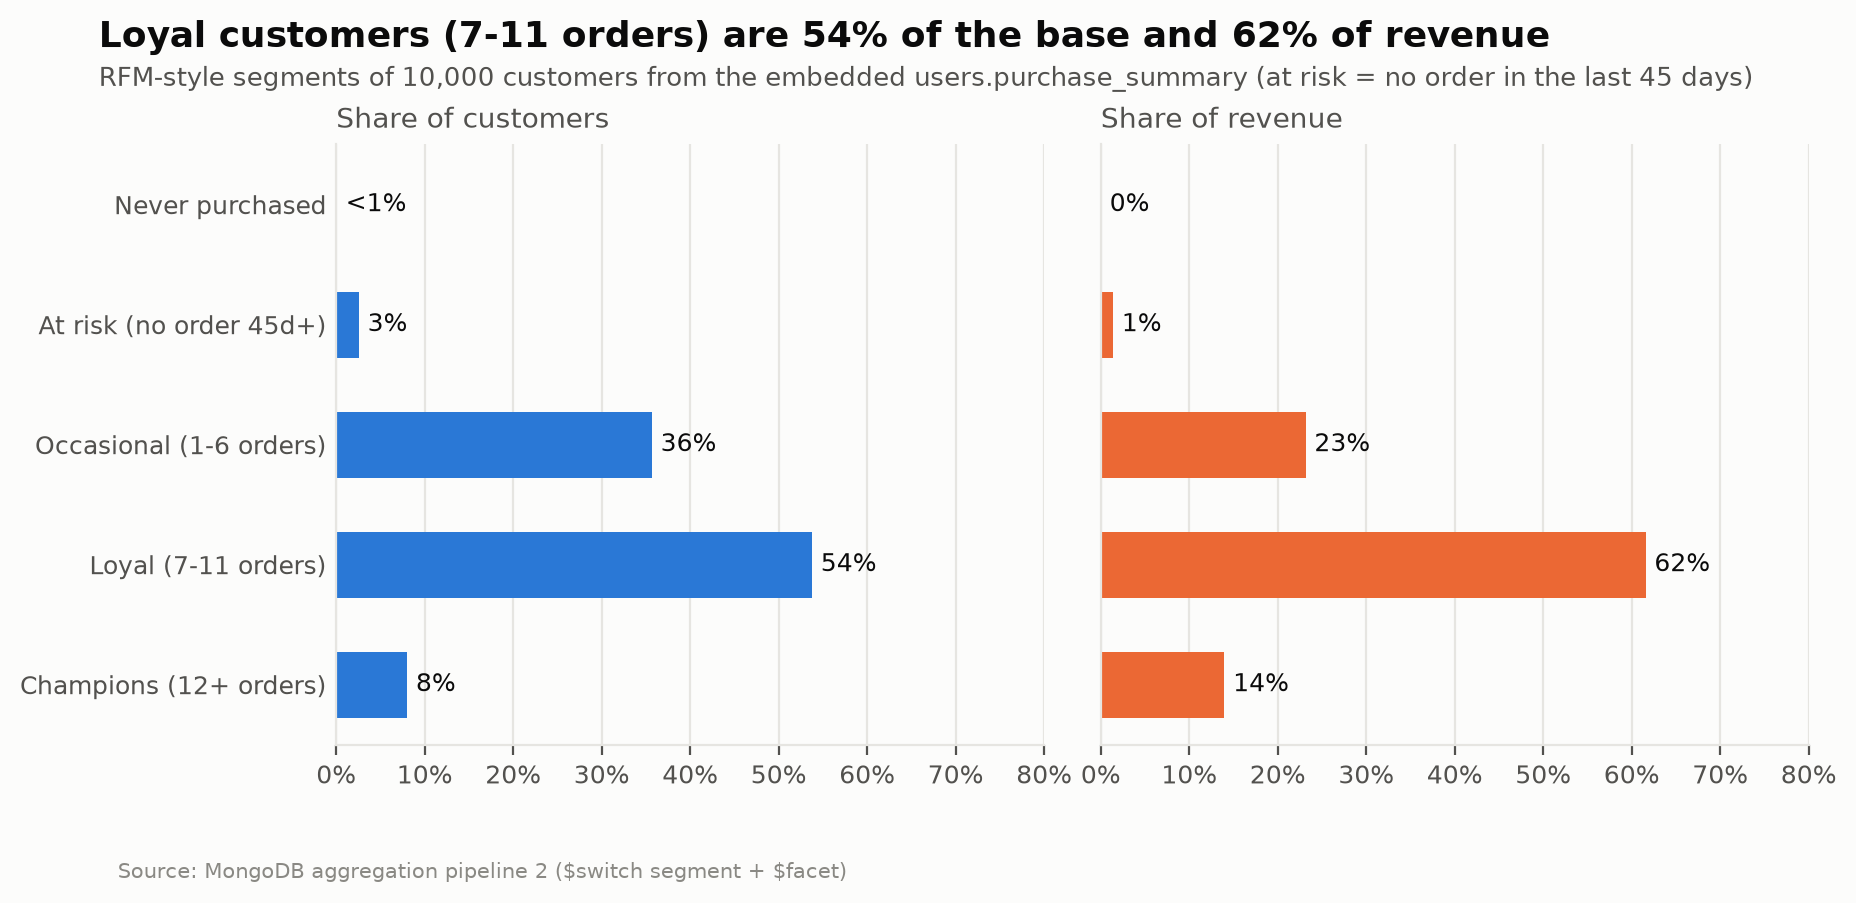 Loyal customers (7-11 orders) are 54% of the base and 62% of revenue
RFM-style segments of 10,000 customers from the embedded users.purchase_summary (at risk = no order in the last 45 days)
Share of customers
Share of revenue
Never purchased <1% 0%
At risk (no order 45d+) 3% 1%
Occasional (1-6 orders) 36% 23%
Loyal (7-11 orders) 54% 62%
Champions (12+ orders) 8% 14%
0% 10% 20% 30% 40% 50% 60% 70% 80%
0% 10% 20% 30% 40% 50% 60% 70% 80%
Source: MongoDB aggregation pipeline 2 ($switch segment + $facet)